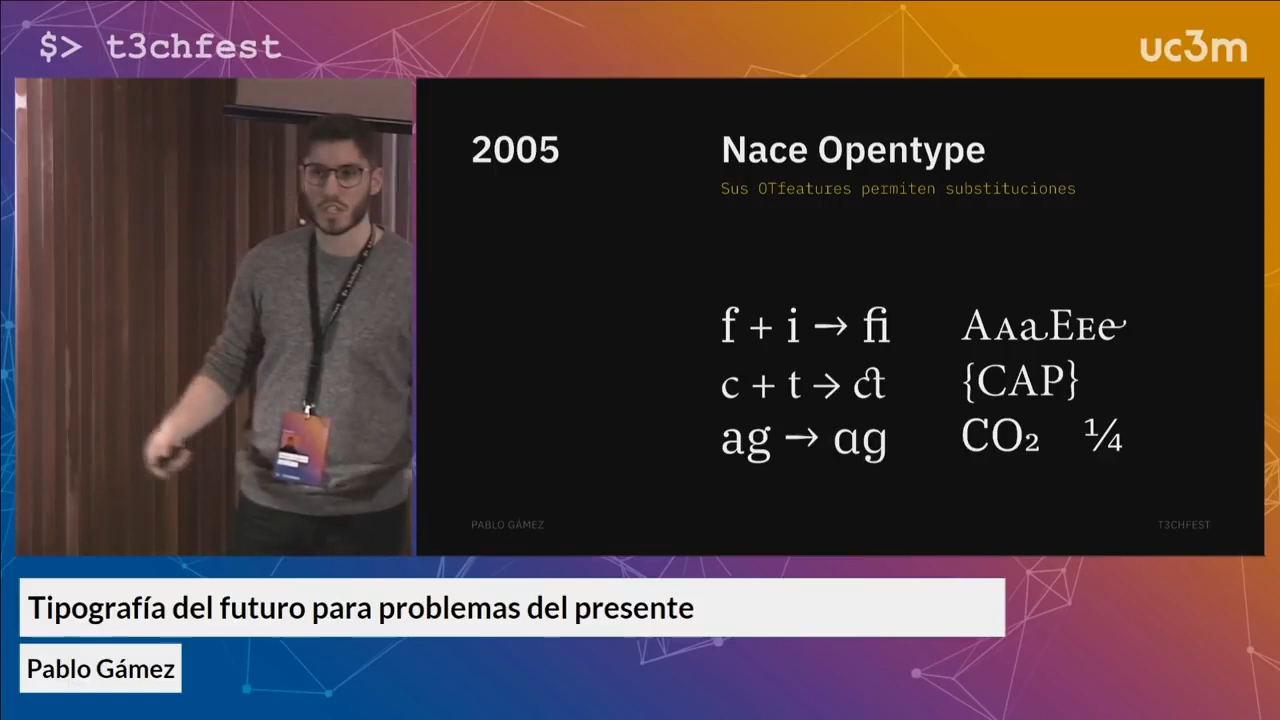 $> t3chfest
uc3m
2005
Nace Opentype
Sus OTfeatures permiten substituciones
f + i → fi
c + t → ct
ag → ɑg
AAaEEe
{CAP}
CO₂ ¼
PABLO GÁMEZ
T3CHFEST
Tipografía del futuro para problemas del presente
Pablo Gámez